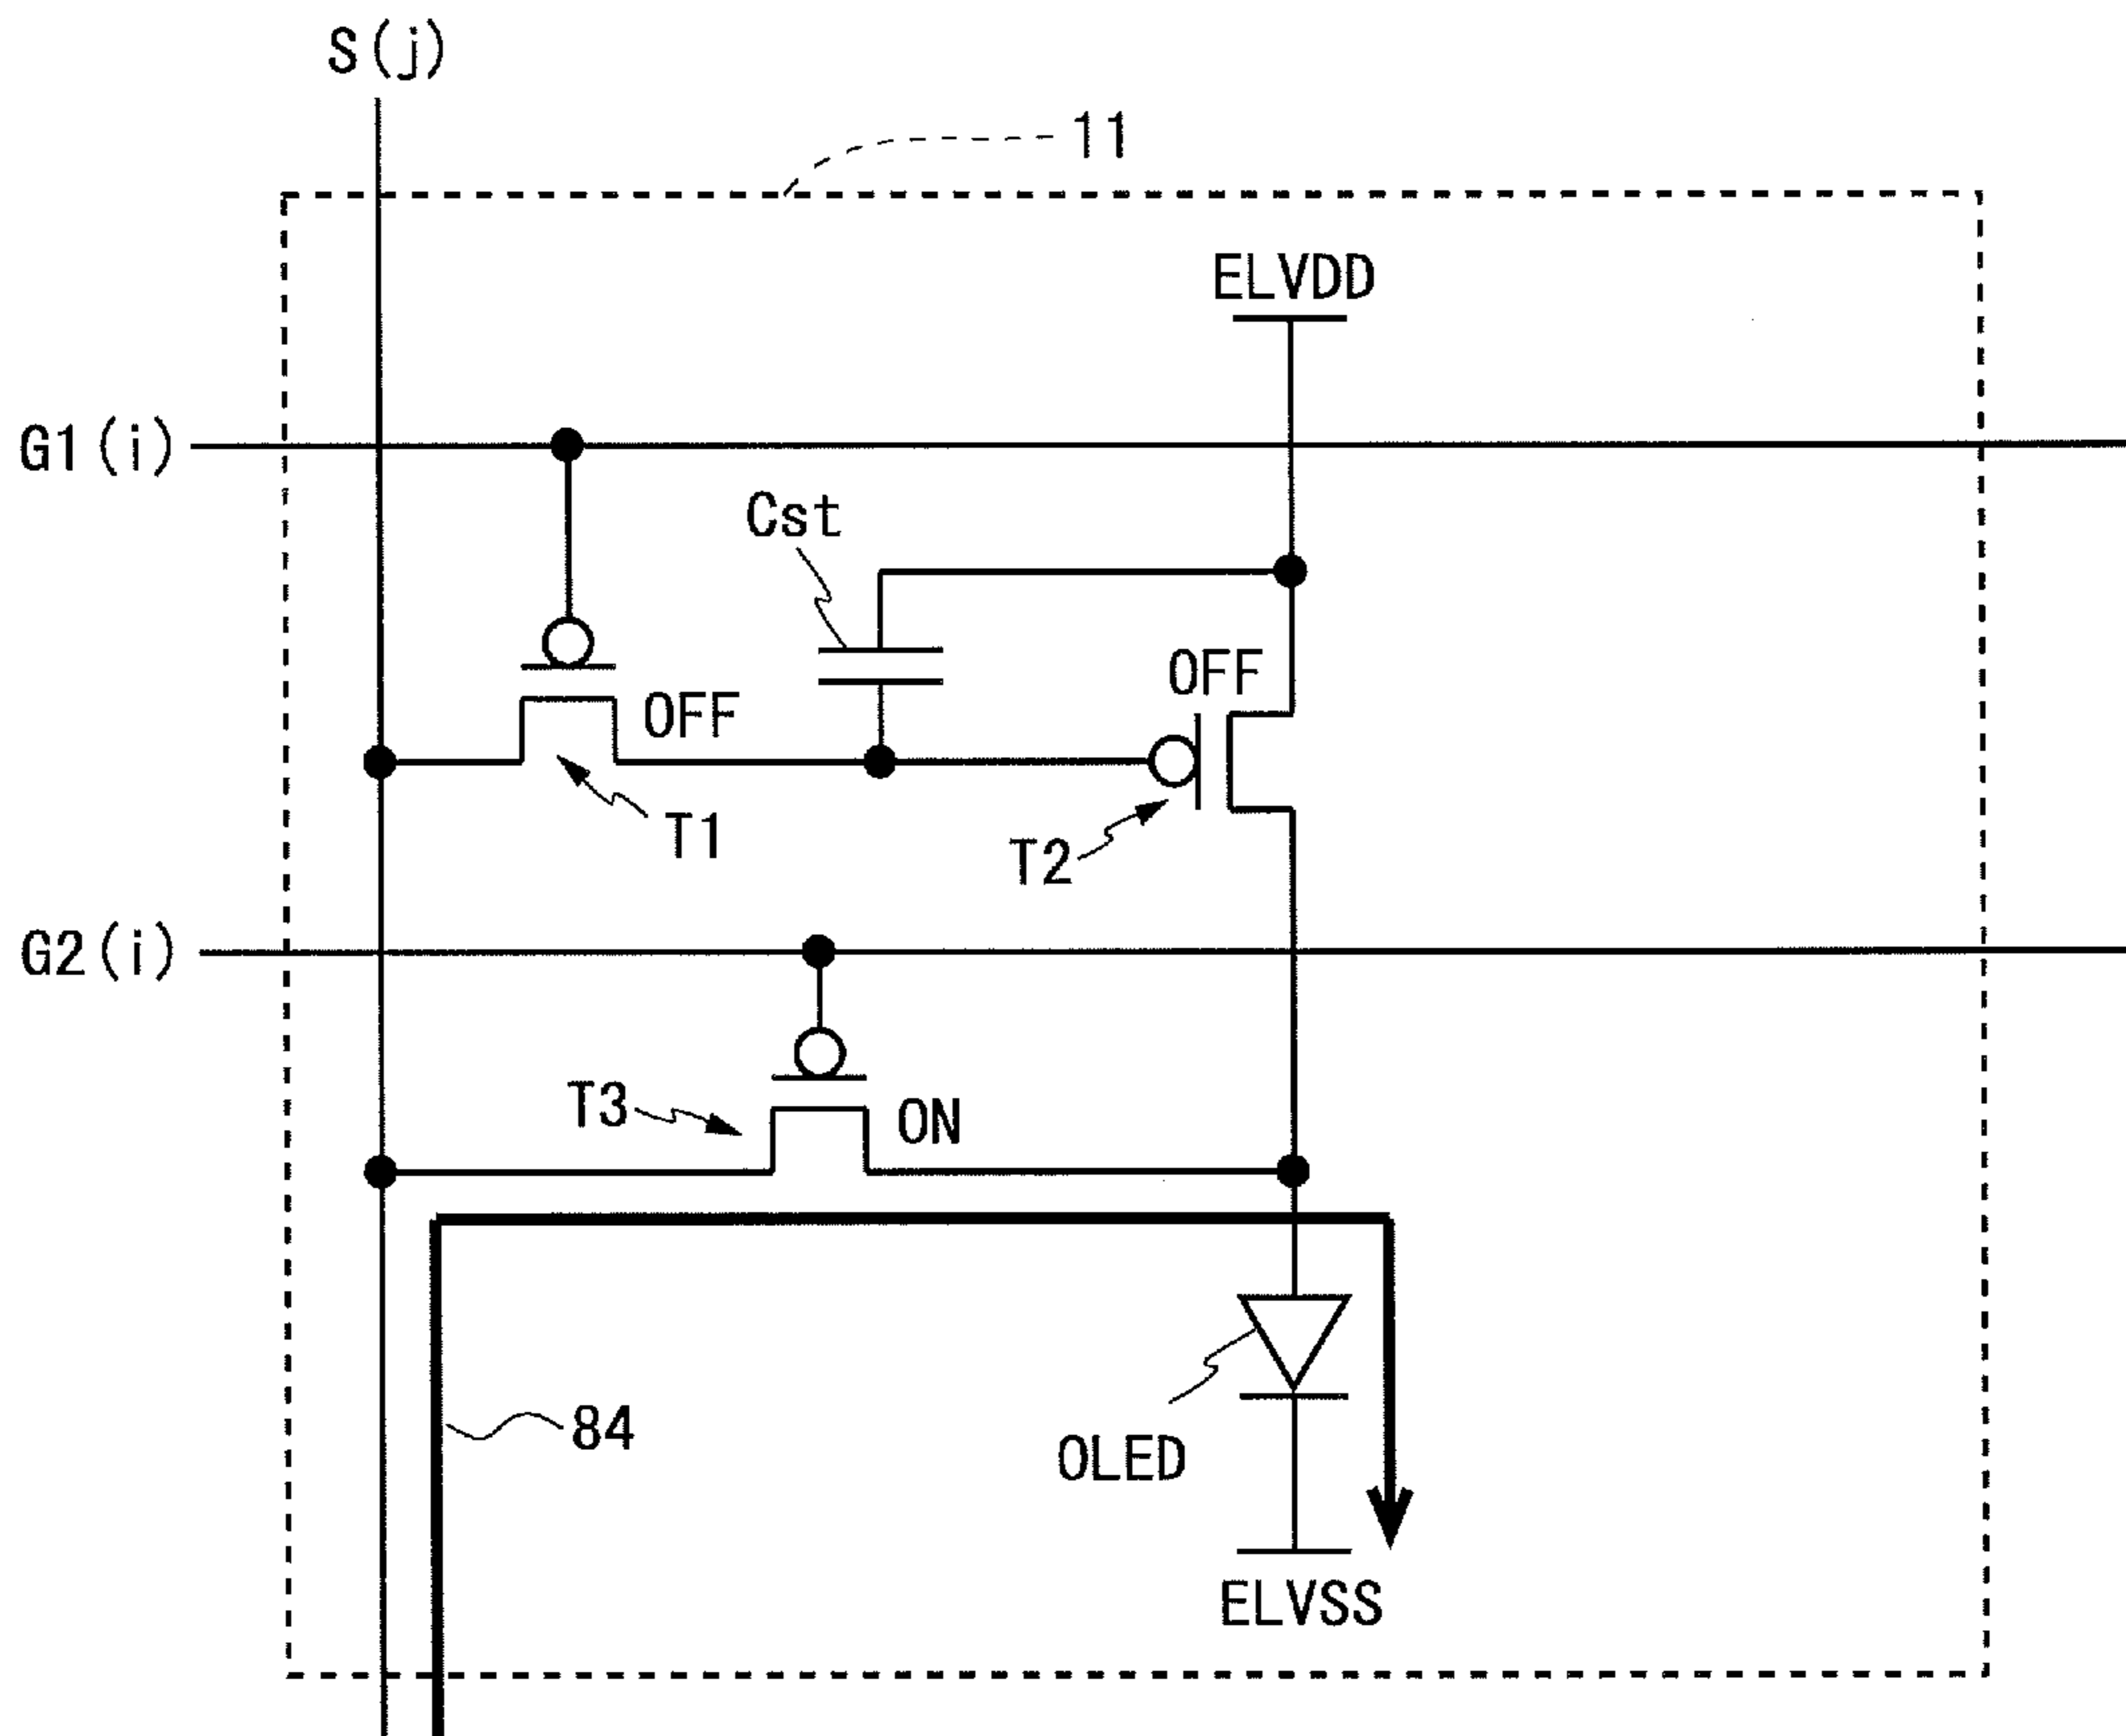 S(j)
11
ELVDD
G1(i)
Cst
OFF
OFF
T1
T2
G2(i)
T3
ON
84
OLED
ELVSS